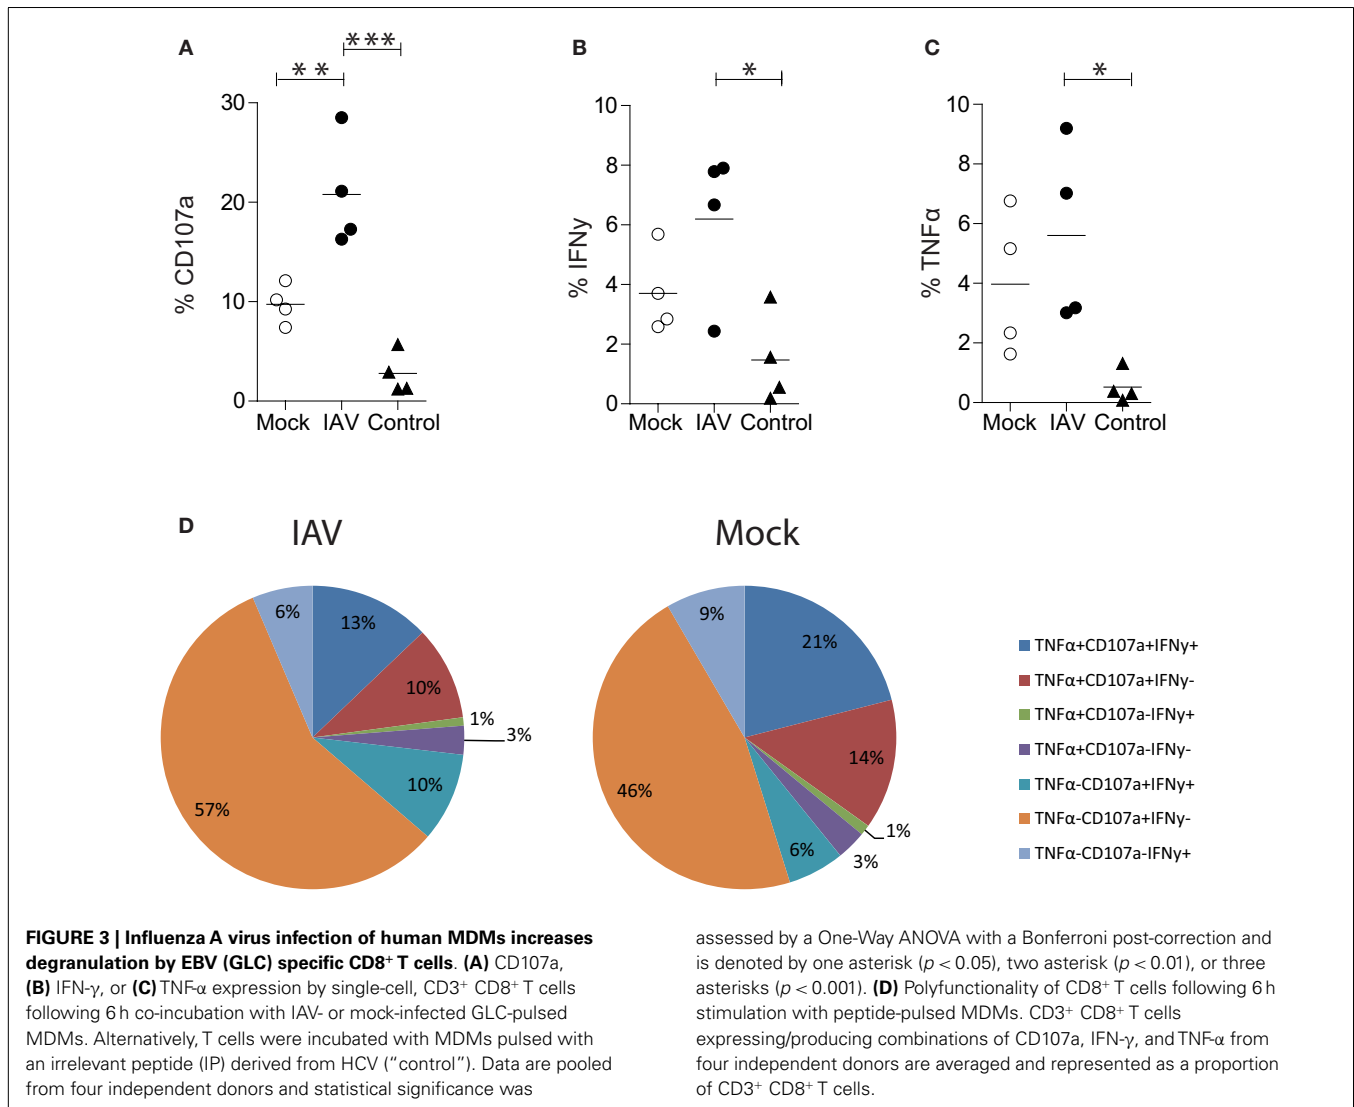 A
B
C
* *
***
*
*
30
20
10
0
% CD107a
Mock IAV Control
10
8
6
4
2
0
% IFNy
Mock IAV Control
10
8
6
4
2
0
% TNFα
Mock IAV Control
D
IAV
Mock
6%
13%
10%
1%
3%
10%
57%
9%
21%
14%
1%
3%
6%
46%
TNFα+CD107a+IFNy+
TNFα+CD107a+IFNy-
TNFα+CD107a-IFNy+
TNFα+CD107a-IFNy-
TNFα-CD107a+IFNy+
TNFα-CD107a+IFNy-
TNFα-CD107a-IFNy+
FIGURE 3 | Influenza A virus infection of human MDMs increases
degranulation by EBV (GLC) specific CD8⁺ T cells. (A) CD107a,
(B) IFN-γ, or (C) TNF-α expression by single-cell, CD3⁺ CD8⁺ T cells
following 6 h co-incubation with IAV- or mock-infected GLC-pulsed
MDMs. Alternatively, T cells were incubated with MDMs pulsed with
an irrelevant peptide (IP) derived from HCV (“control”). Data are pooled
from four independent donors and statistical significance was
assessed by a One-Way ANOVA with a Bonferroni post-correction and
is denoted by one asterisk (p < 0.05), two asterisk (p < 0.01), or three
asterisks (p < 0.001). (D) Polyfunctionality of CD8⁺ T cells following 6 h
stimulation with peptide-pulsed MDMs. CD3⁺ CD8⁺ T cells
expressing/producing combinations of CD107a, IFN-γ, and TNF-α from
four independent donors are averaged and represented as a proportion
of CD3⁺ CD8⁺ T cells.